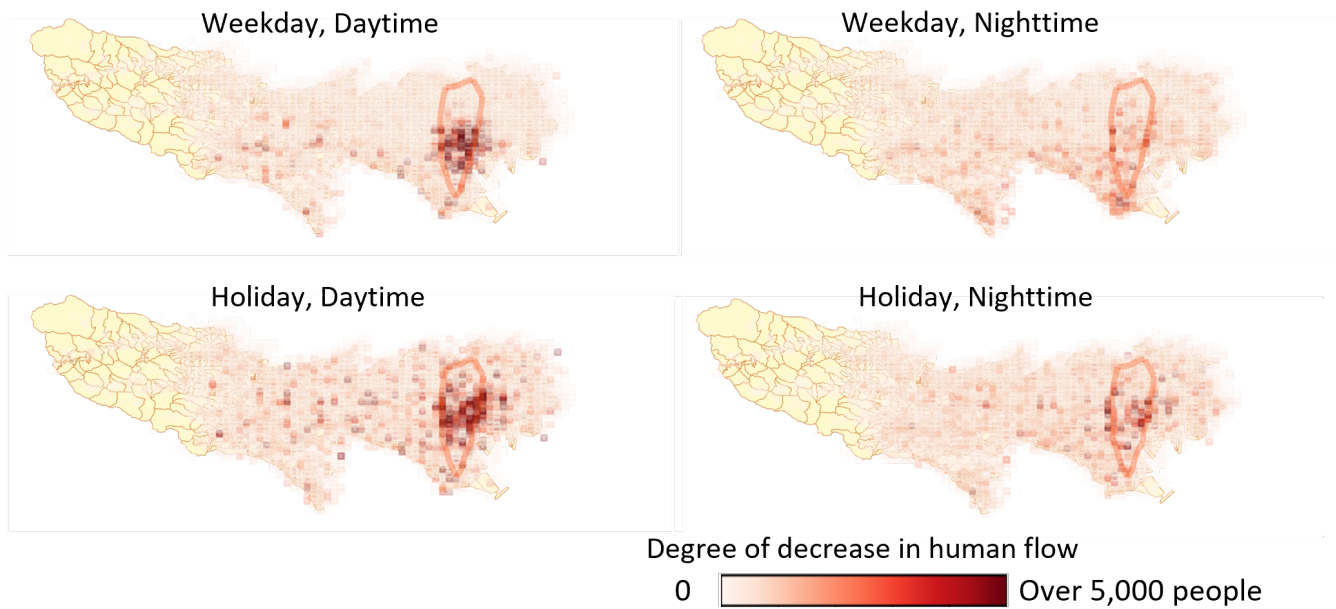 Weekday, Daytime
Weekday, Nighttime
Holiday, Daytime
Holiday, Nighttime
Degree of decrease in human flow
0 Over 5,000 people